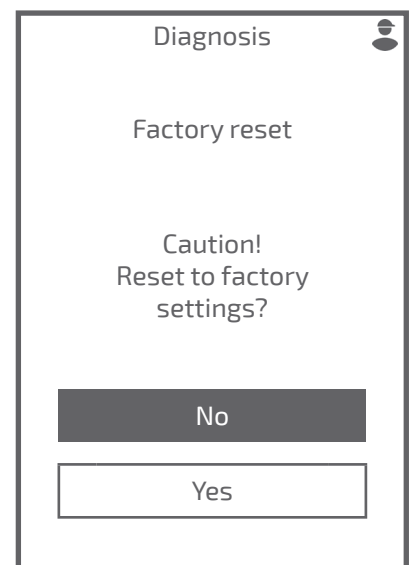 Diagnosis
Factory reset
Caution!
Reset to factory
settings?
No
Yes